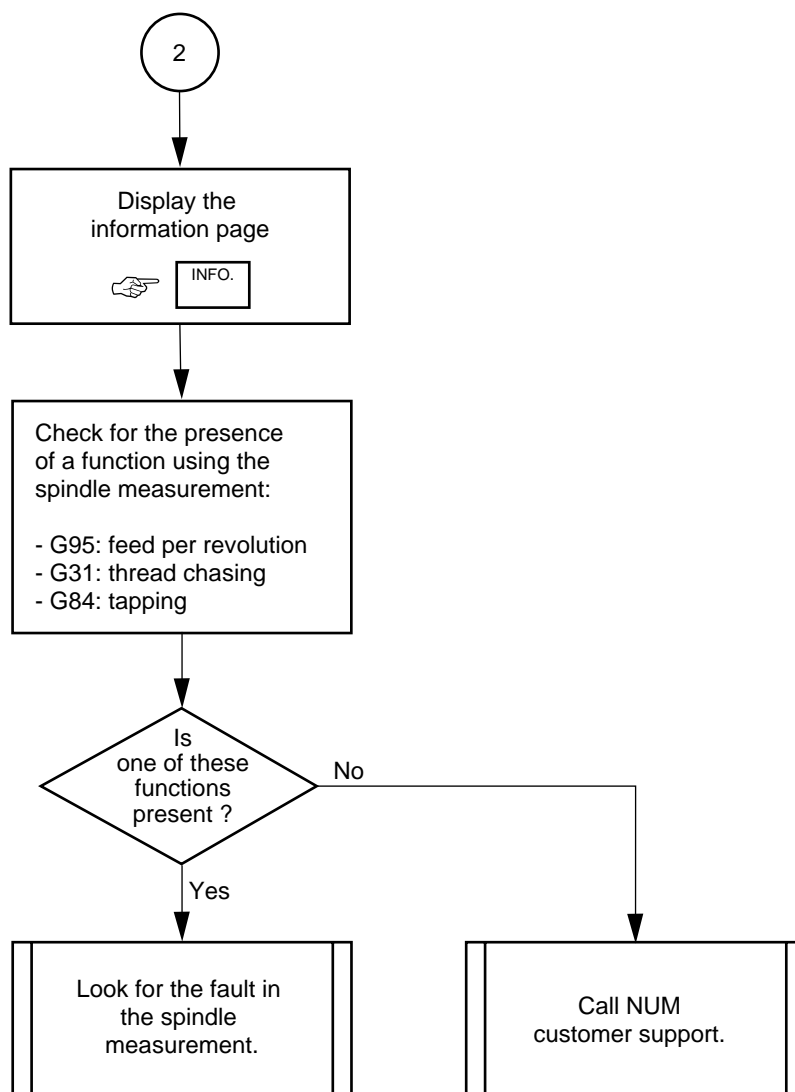 2
Display the
information page
INFO.
Check for the presence
of a function using the
spindle measurement:
- G95: feed per revolution
- G31: thread chasing
- G84: tapping
Is
one of these
functions
present ?
No
Yes
Look for the fault in
the spindle
measurement.
Call NUM
customer support.